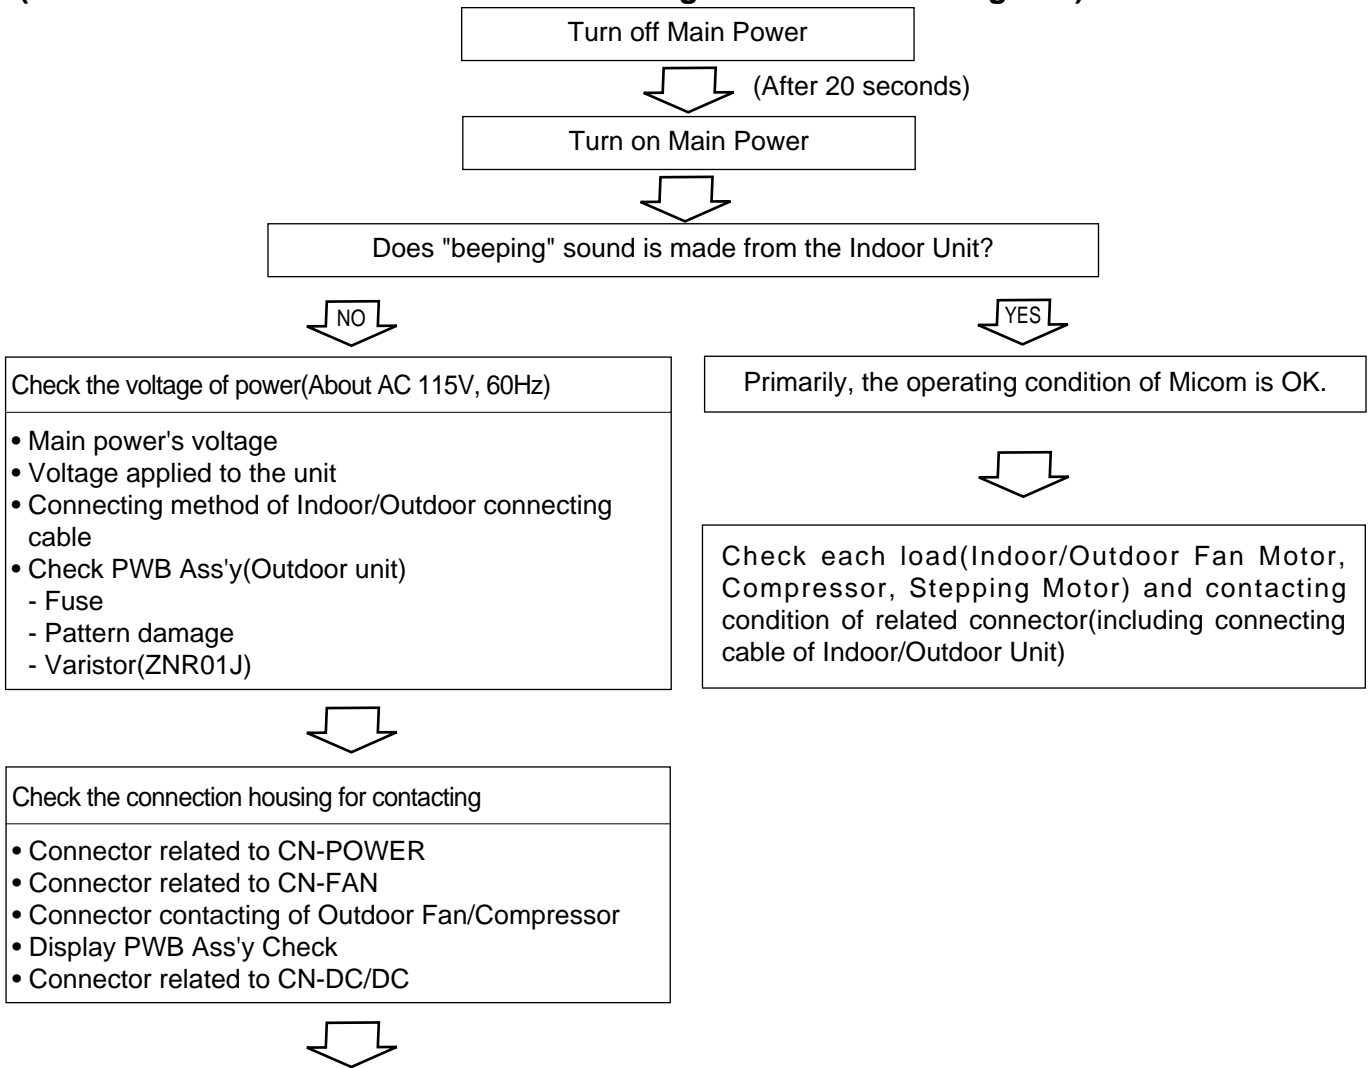 Turn off Main Power
(After 20 seconds)
Turn on Main Power
Does "beeping" sound is made from the Indoor Unit?
NO
YES
Check the voltage of power(About AC 115V, 60Hz)
• Main power's voltage
• Voltage applied to the unit
• Connecting method of Indoor/Outdoor connecting
cable
• Check PWB Ass'y(Outdoor unit)
- Fuse
- Pattern damage
- Varistor(ZNR01J)
Primarily, the operating condition of Micom is OK.
Check each load(Indoor/Outdoor Fan Motor,
Compressor, Stepping Motor) and contacting
condition of related connector(including connecting
cable of Indoor/Outdoor Unit)
Check the connection housing for contacting
• Connector related to CN-POWER
• Connector related to CN-FAN
• Connector contacting of Outdoor Fan/Compressor
• Display PWB Ass'y Check
• Connector related to CN-DC/DC